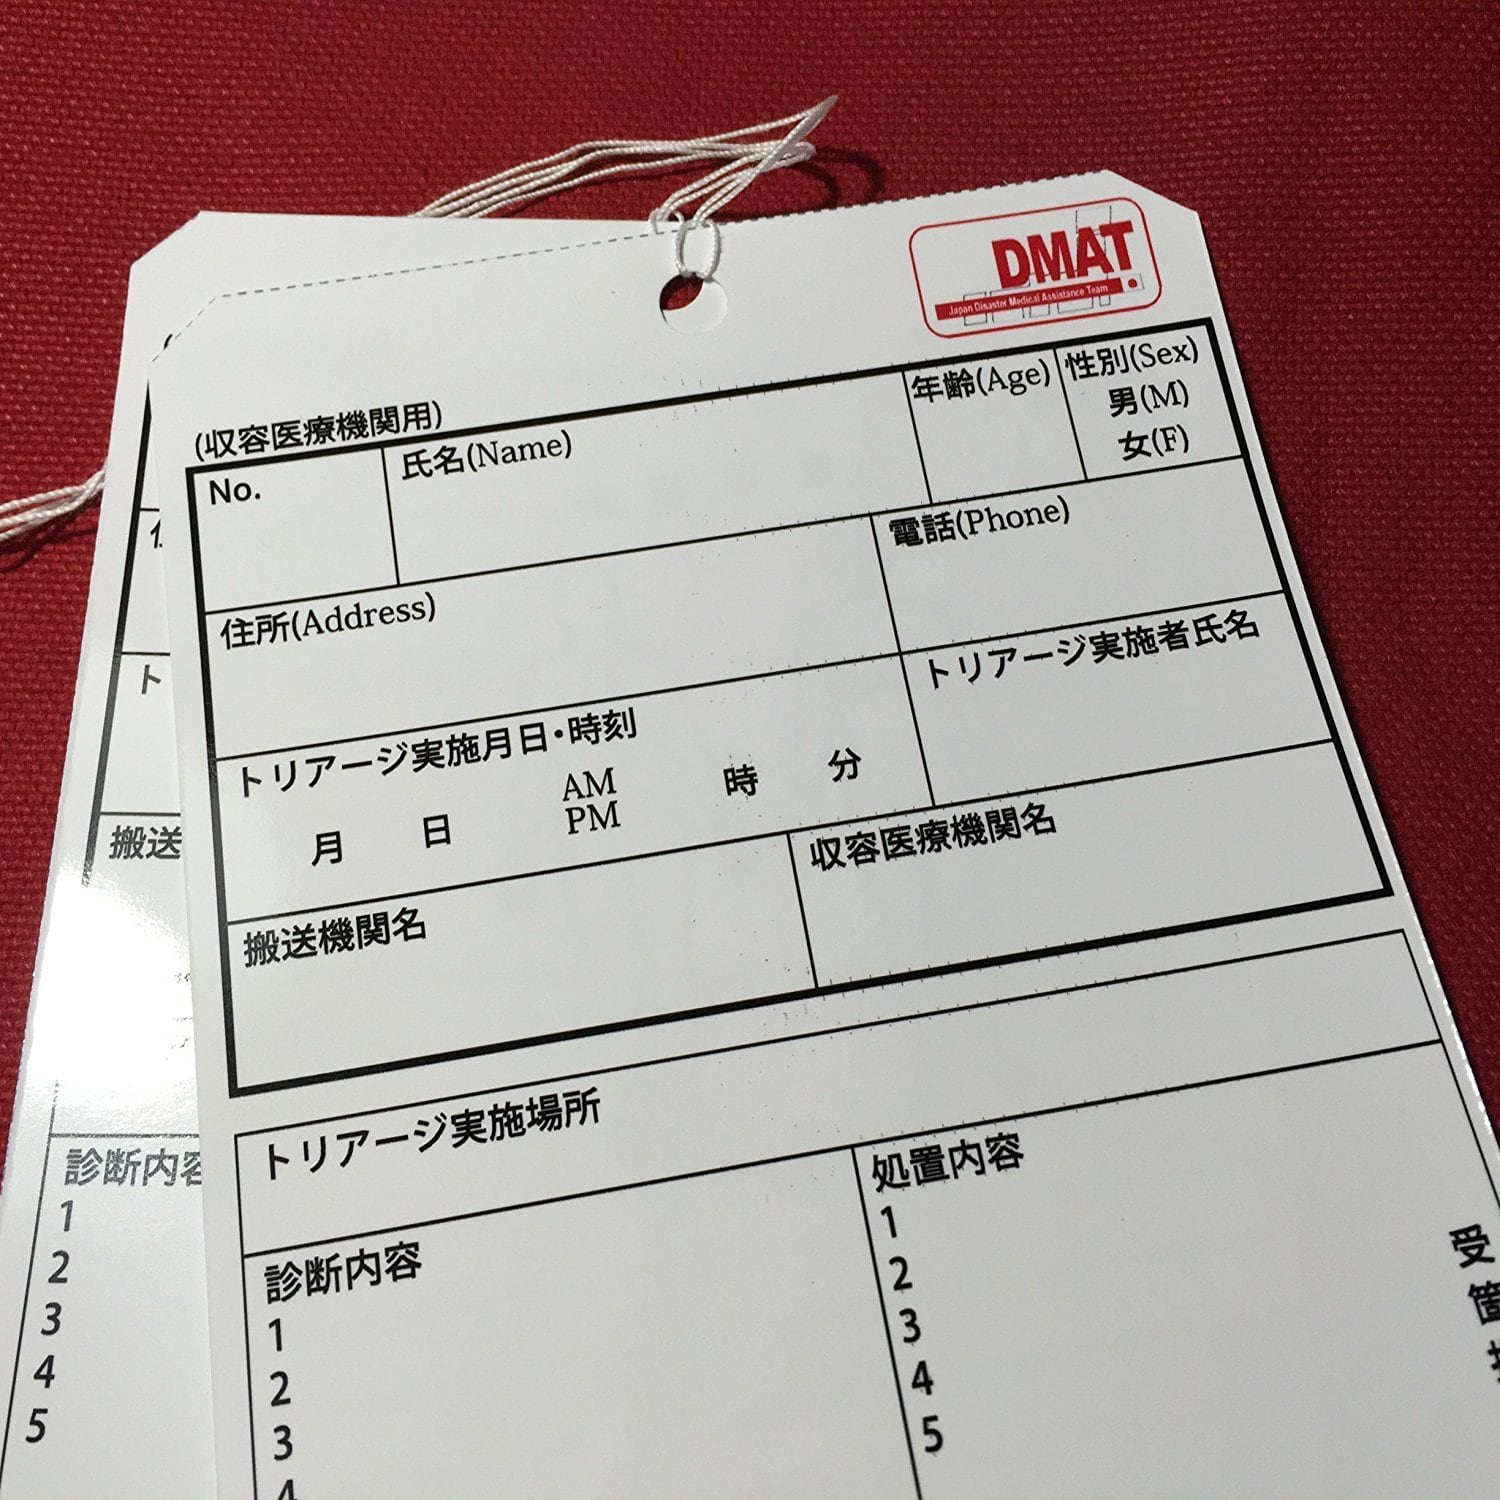 DMAT
Japan Disaster Medical Assistance Team
(収容医療機関用)
No.
氏名(Name)
年齢(Age)
性別(Sex)
男(M)
女(F)
住所(Address)
電話(Phone)
トリアージ実施月日・時刻
月 日 AM PM 時 分
トリアージ実施者氏名
搬送機関名
収容医療機関名
トリアージ実施場所
診断内容
1
2
3
4
処置内容
1
2
3
4
5
受
ト
搬送
診断内容
1
2
3
4
5